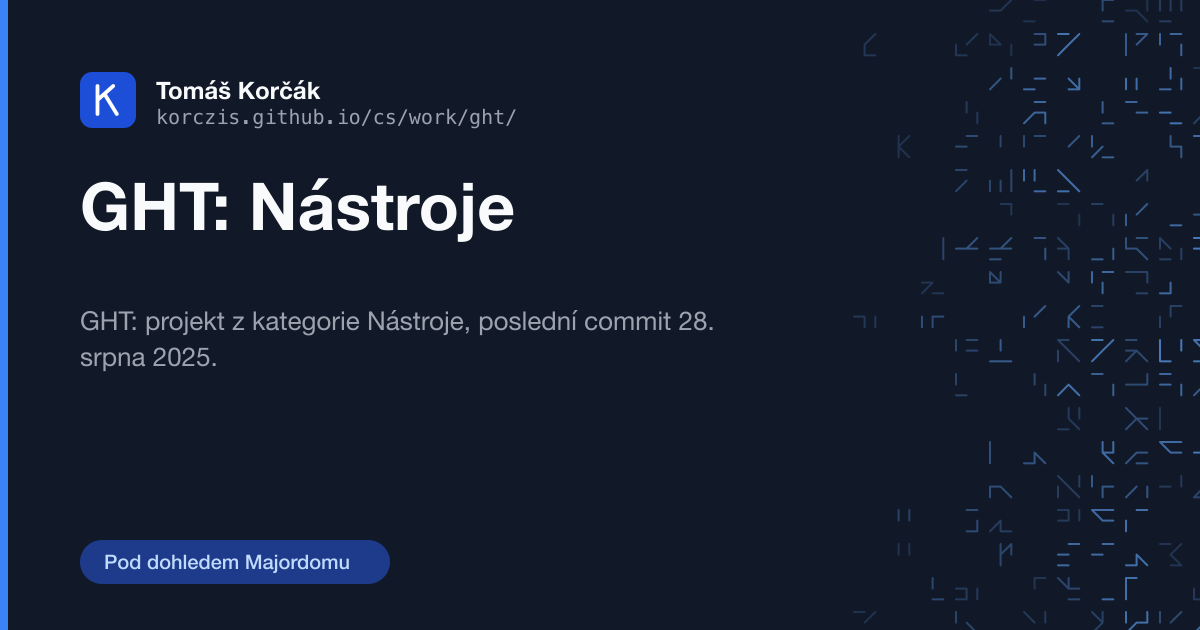 Tomáš Korčák
korczis.github.io/cs/work/ght/
GHT: Nástroje
GHT: projekt z kategorie Nástroje, poslední commit 28.
srpna 2025.
Pod dohledem Majordomu